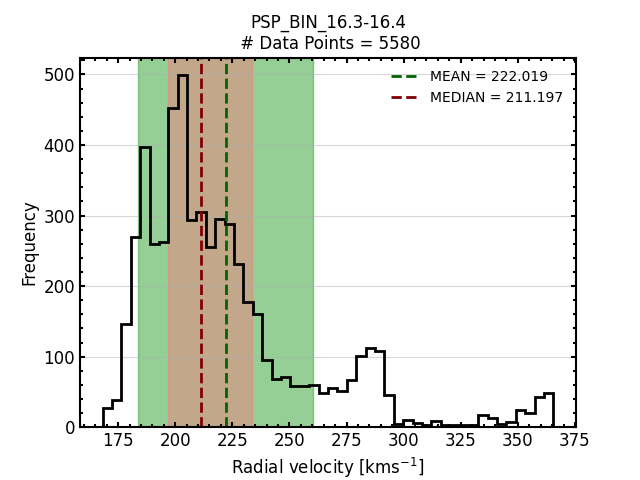 PSP_BIN_16.3-16.4
# Data Points = 5580
MEAN = 222.019
MEDIAN = 211.197
Frequency
500
400
300
200
100
0
175 200 225 250 275 300 325 350 375
Radial velocity [kms⁻¹]